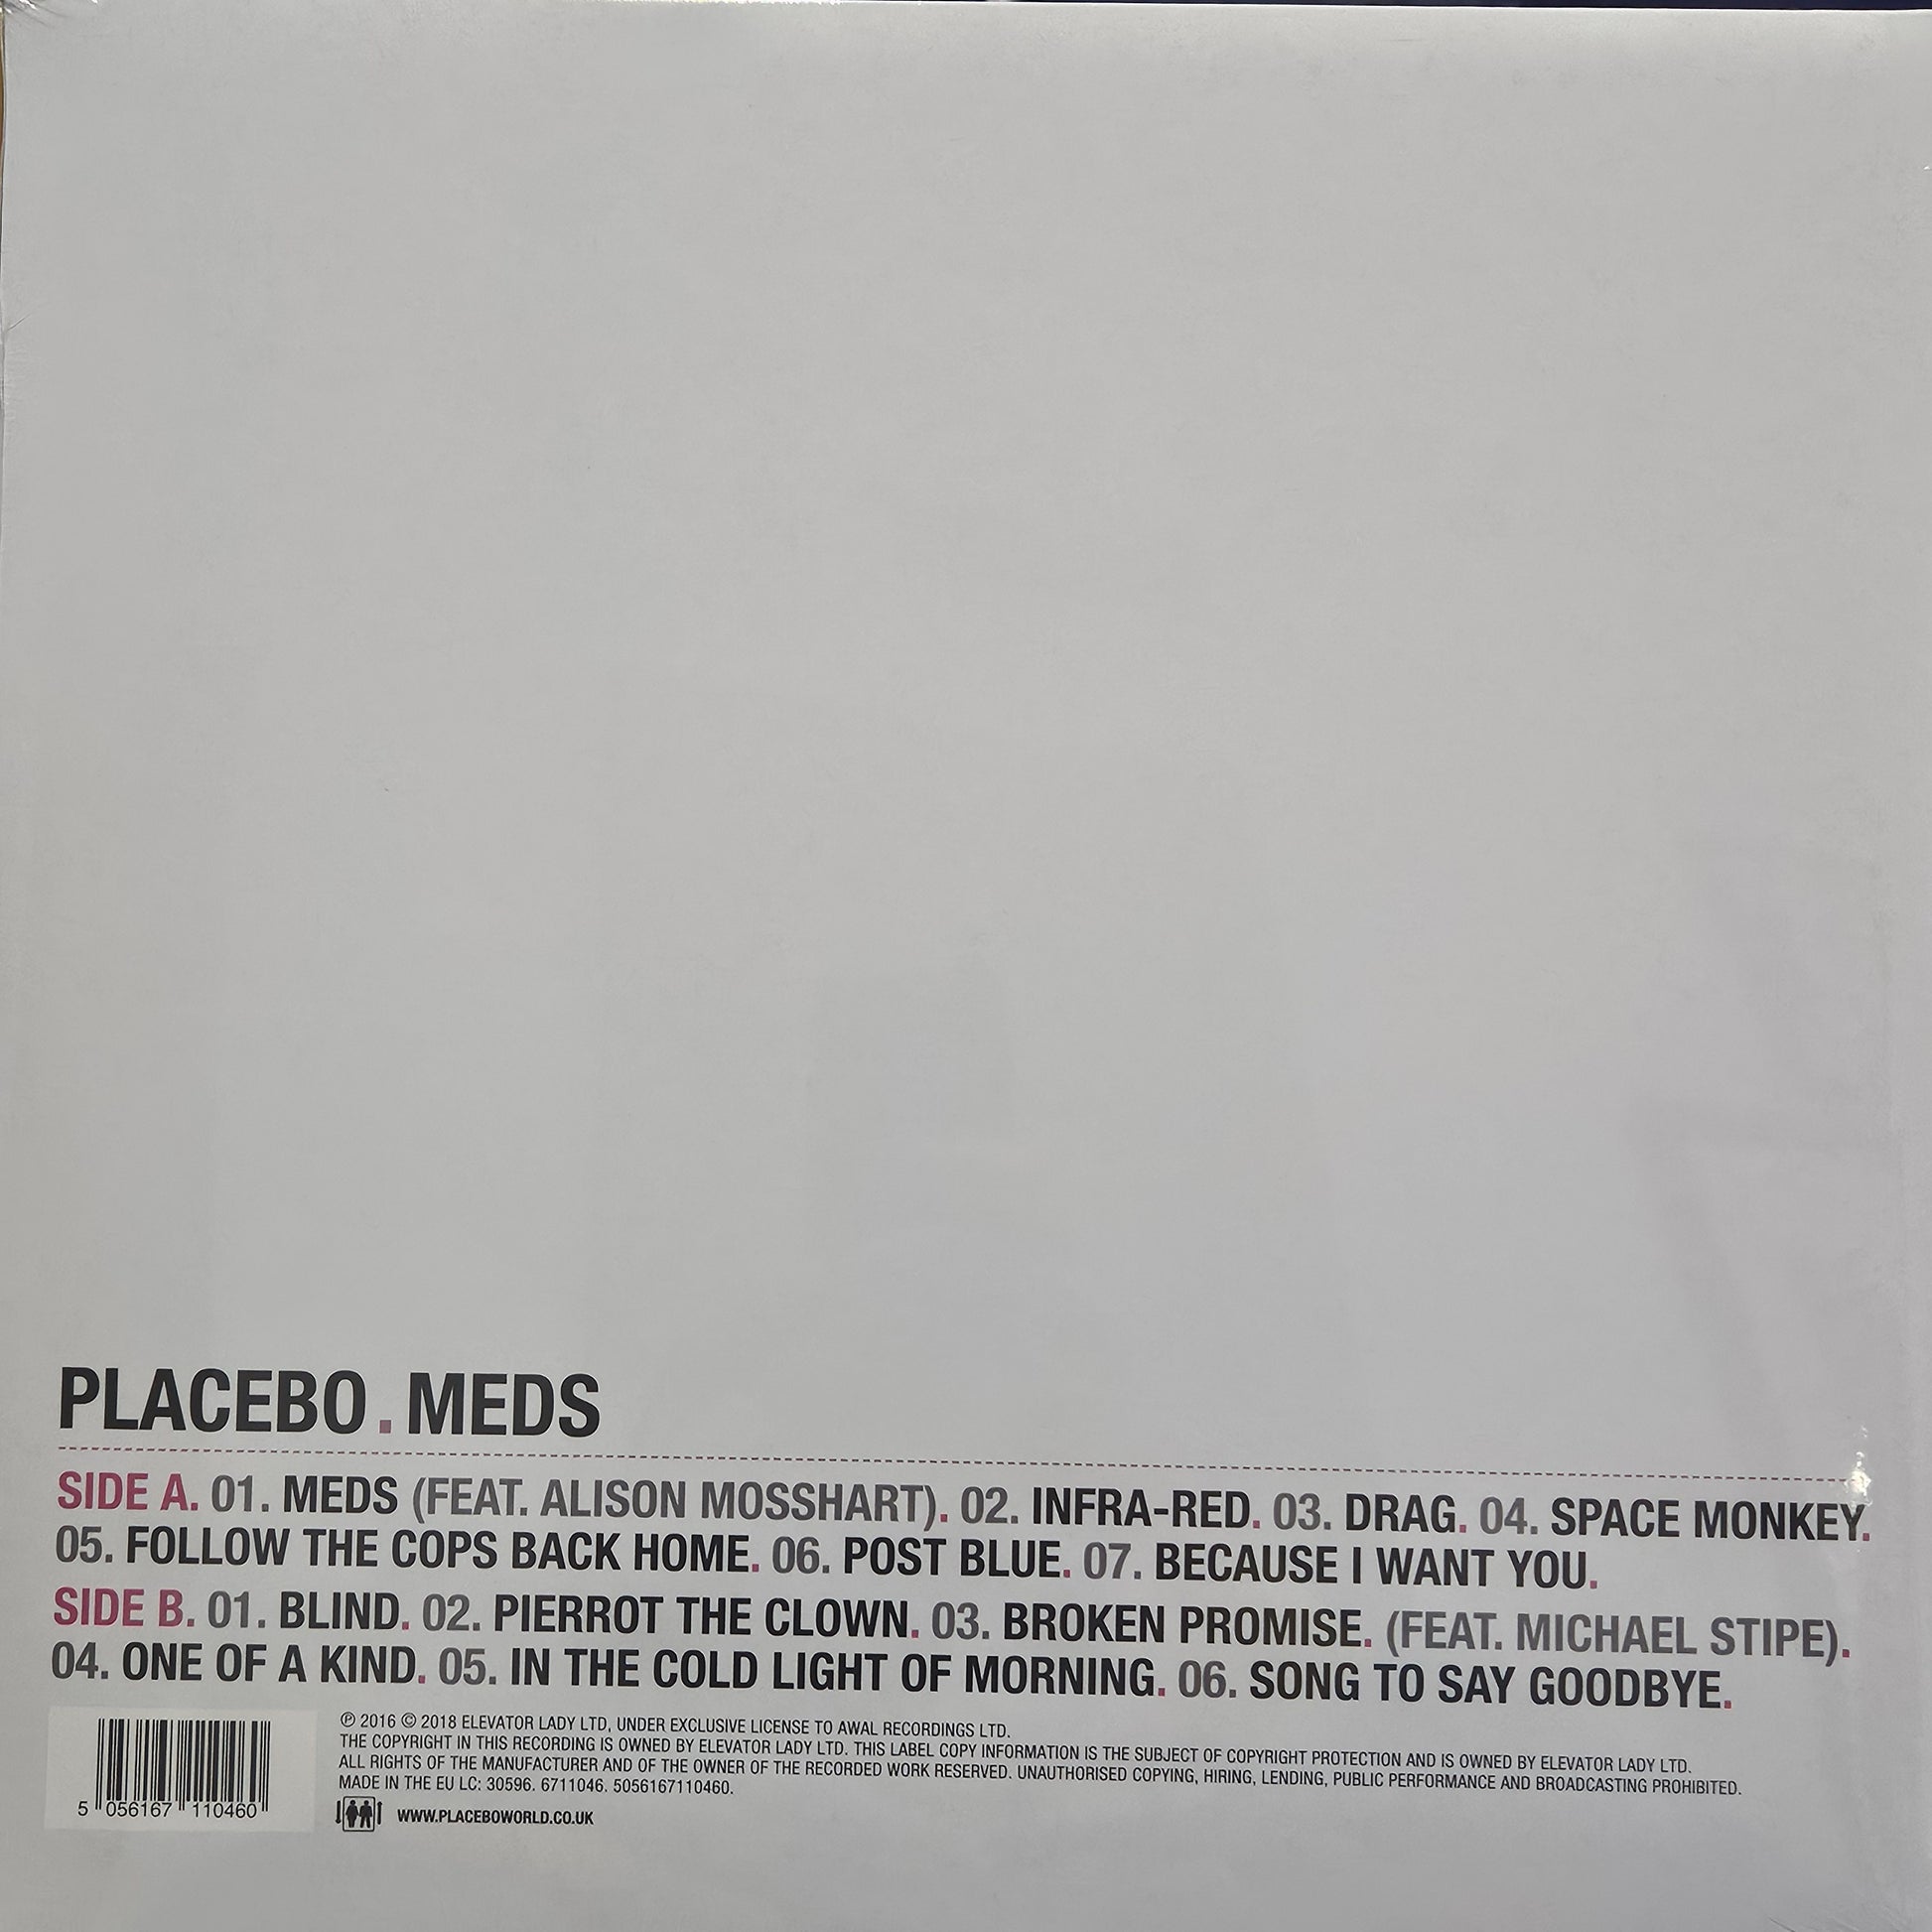 PLACEBO.MEDS
SIDE A. 01. MEDS (FEAT. ALISON MOSSHART). 02. INFRA-RED. 03. DRAG. 04. SPACE MONKEY.
05. FOLLOW THE COPS BACK HOME. 06. POST BLUE. 07. BECAUSE I WANT YOU.
SIDE B. 01. BLIND. 02. PIERROT THE CLOWN. 03. BROKEN PROMISE. (FEAT. MICHAEL STIPE).
04. ONE OF A KIND. 05. IN THE COLD LIGHT OF MORNING. 06. SONG TO SAY GOODBYE.
℗ 2016 © 2018 ELEVATOR LADY LTD, UNDER EXCLUSIVE LICENSE TO AWAL RECORDINGS LTD.
THE COPYRIGHT IN THIS RECORDING IS OWNED BY ELEVATOR LADY LTD. THIS LABEL COPY INFORMATION IS THE SUBJECT OF COPYRIGHT PROTECTION AND IS OWNED BY ELEVATOR LADY LTD.
ALL RIGHTS OF THE MANUFACTURER AND OF THE OWNER OF THE RECORDED WORK RESERVED. UNAUTHORISED COPYING, HIRING, LENDING, PUBLIC PERFORMANCE AND BROADCASTING PROHIBITED.
MADE IN THE EU LC: 30596. 6711046. 5056167110460.
5 056167 110460
WWW.PLACEBOWORLD.CO.UK